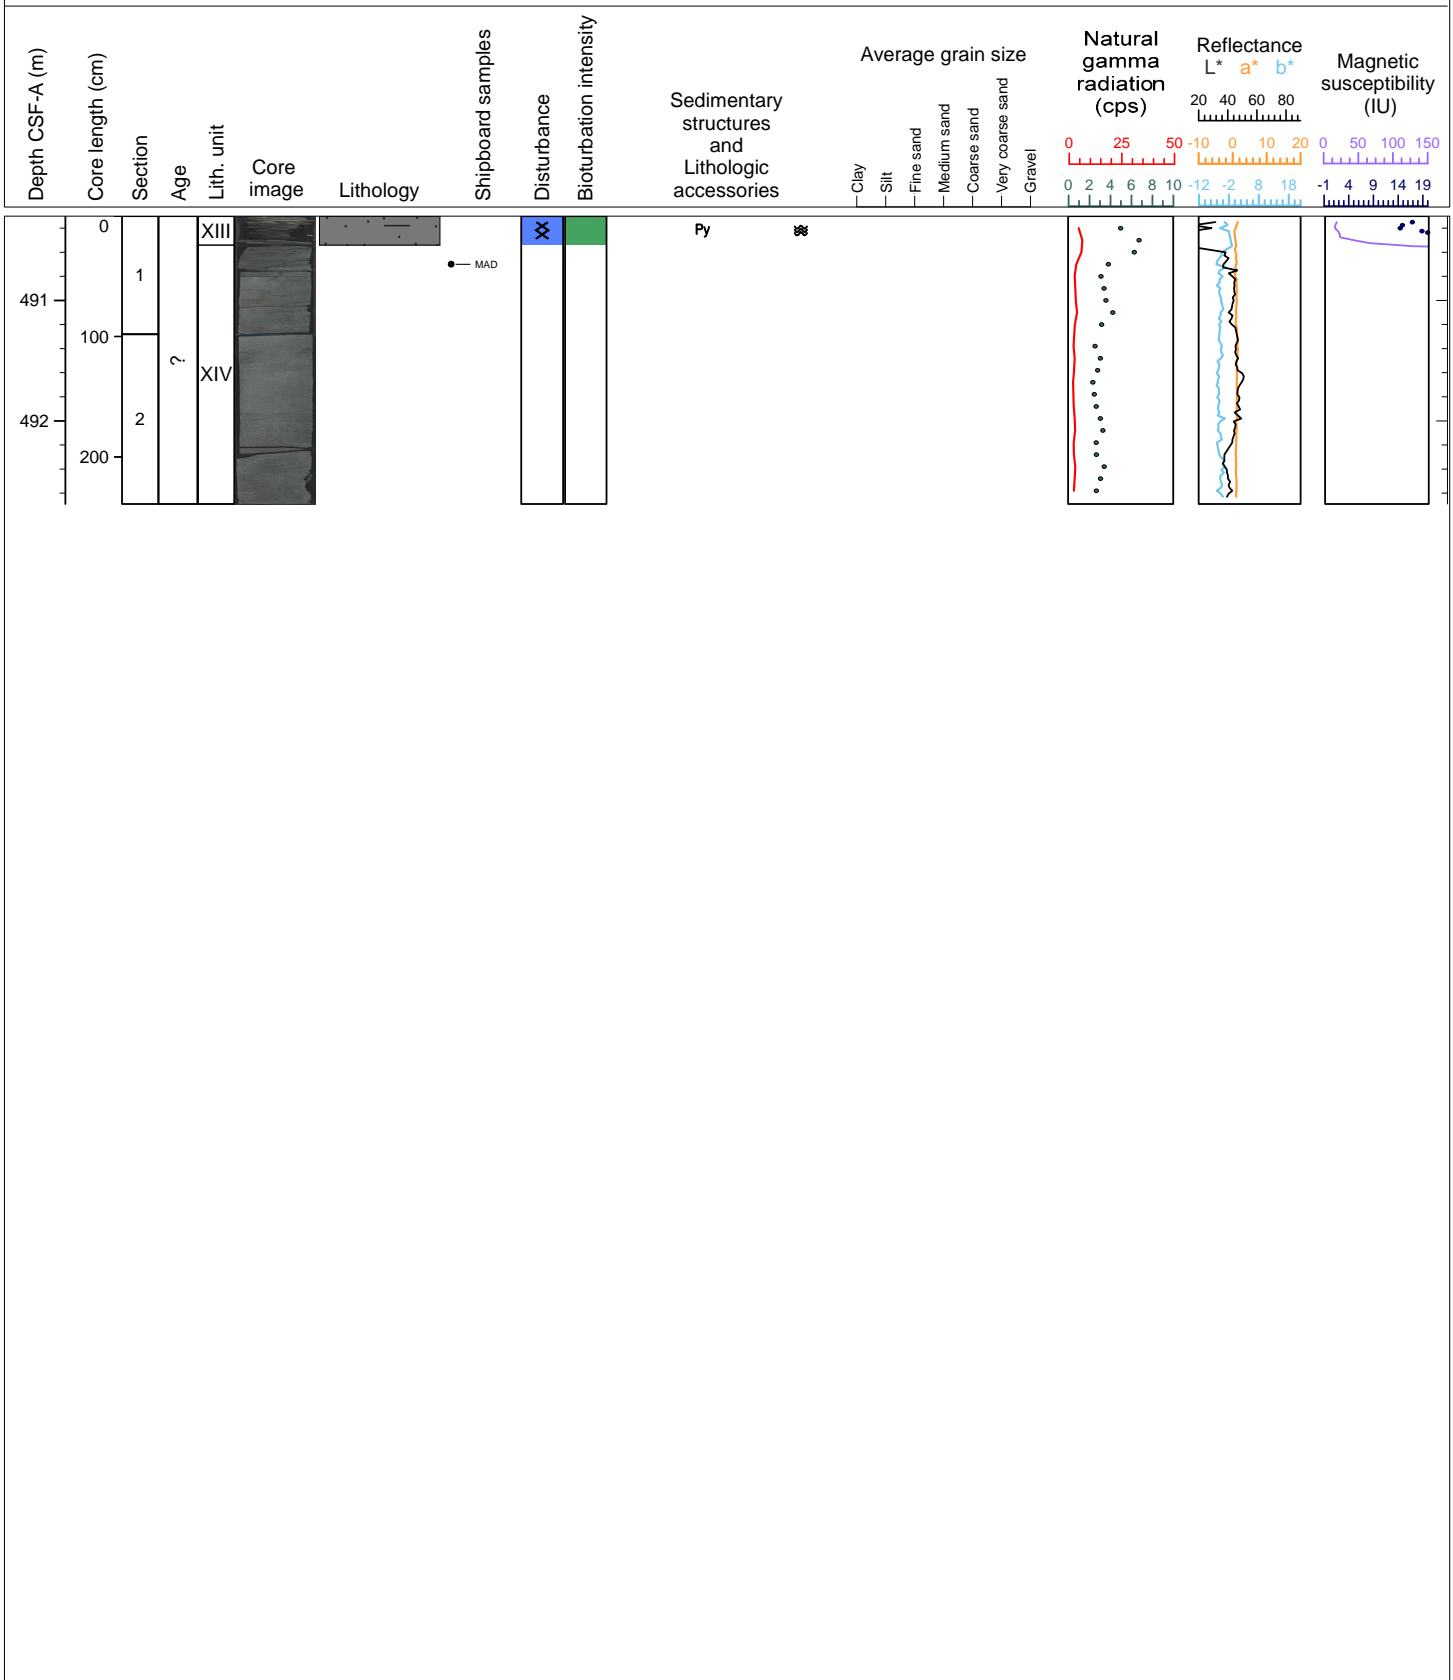 Depth CSF-A (m)
Core length (cm)
Section
Age
Lith. unit
Core
image
Lithology
Shipboard samples
Disturbance
Bioturbation intensity
Sedimentary
structures
and
Lithologic
accessories
Average grain size
Clay
Silt
Fine sand
Medium sand
Coarse sand
Very coarse sand
Gravel
Natural
gamma
radiation
(cps)
0 25 50
0 2 4 6 8 10
Reflectance
L* a* b*
20 40 60 80
-10 0 10 20
-12 -2 8 18
Magnetic
susceptibility
(IU)
0 50 100 150
-1 4 9 14 19
0
XIII
Py
MAD
1
491
100
?
XIV
2
492
200